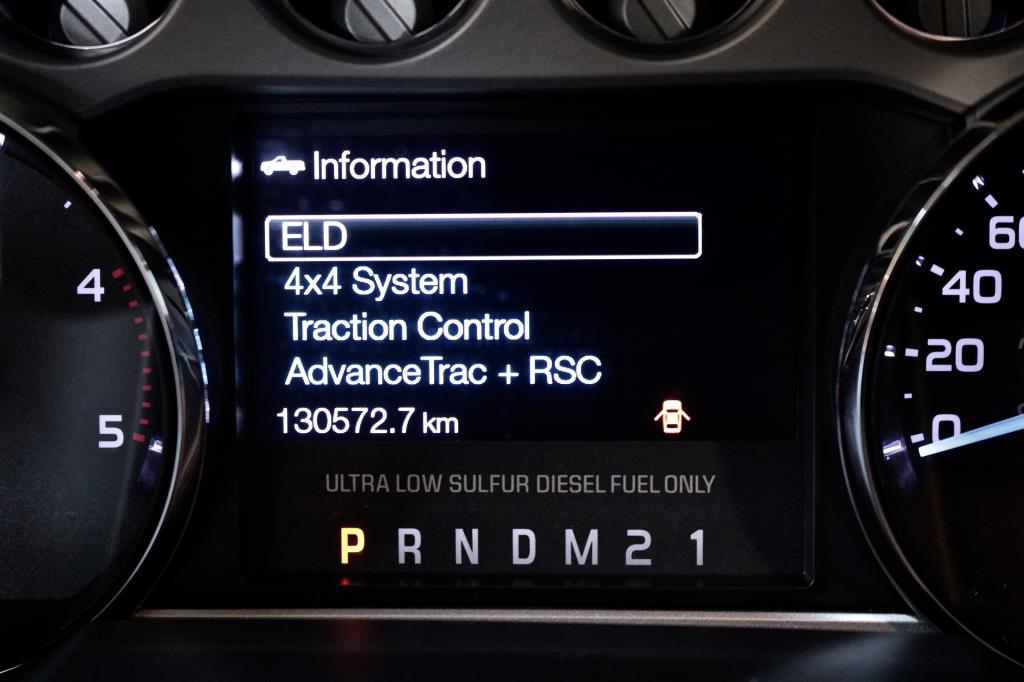 Information
ELD
4x4 System
Traction Control
AdvanceTrac + RSC
130572.7 km
ULTRA LOW SULFUR DIESEL FUEL ONLY
P R N D M 2 1
4
5
60
40
20
0